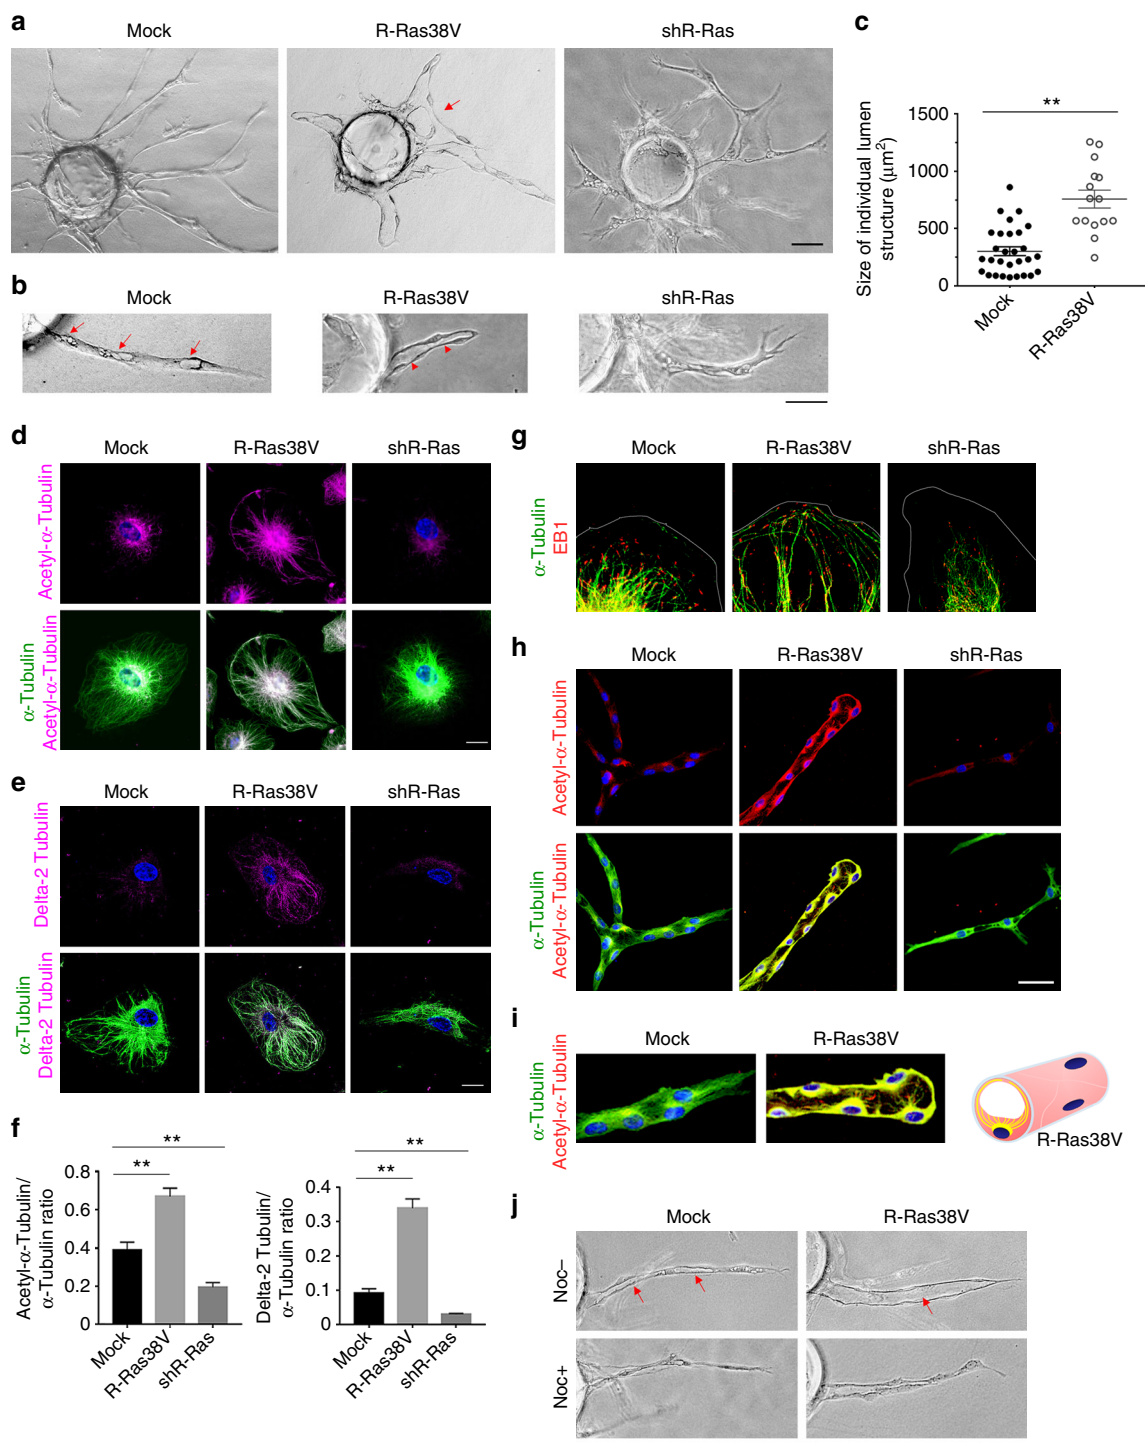 a
Mock
R-Ras38V
shR-Ras
b
Mock
R-Ras38V
shR-Ras
c
Size of individual lumen
structure (μm²)
1500
1000
500
0
**
Mock
R-Ras38V
d
Mock
R-Ras38V
shR-Ras
Acetyl-α-Tubulin
α-Tubulin
Acetyl-α-Tubulin
e
Mock
R-Ras38V
shR-Ras
Delta-2 Tubulin
α-Tubulin
Delta-2 Tubulin
f
Acetyl-α-Tubulin/
α-Tubulin ratio
0.8
0.6
0.4
0.2
0
**
**
Mock
R-Ras38V
shR-Ras
Delta-2 Tubulin/
α-Tubulin ratio
0.4
0.3
0.2
0.1
0
**
**
Mock
R-Ras38V
shR-Ras
g
Mock
R-Ras38V
shR-Ras
α-Tubulin
EB1
h
Mock
R-Ras38V
shR-Ras
Acetyl-α-Tubulin
α-Tubulin
Acetyl-α-Tubulin
i
Mock
R-Ras38V
α-Tubulin
Acetyl-α-Tubulin
R-Ras38V
j
Mock
R-Ras38V
Noc–
Noc+